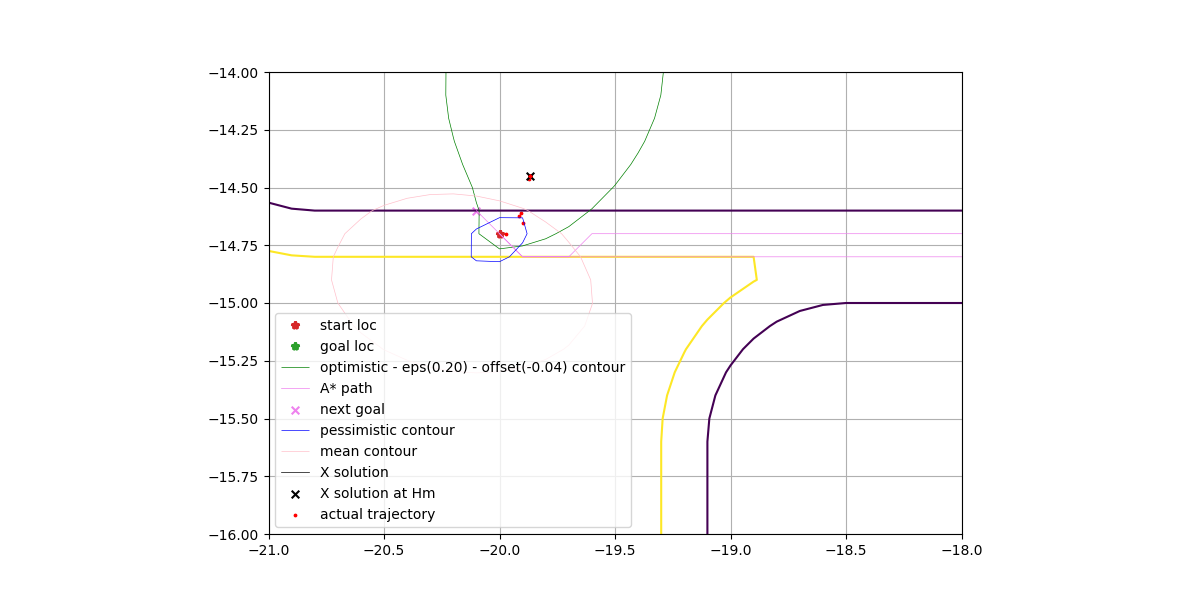 −14.00
−14.25
−14.50
−14.75
−15.00
−15.25
−15.50
−15.75
−16.00
start loc
goal loc
optimistic - eps(0.20) - offset(-0.04) contour
A* path
next goal
pessimistic contour
mean contour
X solution
X solution at Hm
actual trajectory
−21.0 −20.5 −20.0 −19.5 −19.0 −18.5 −18.0